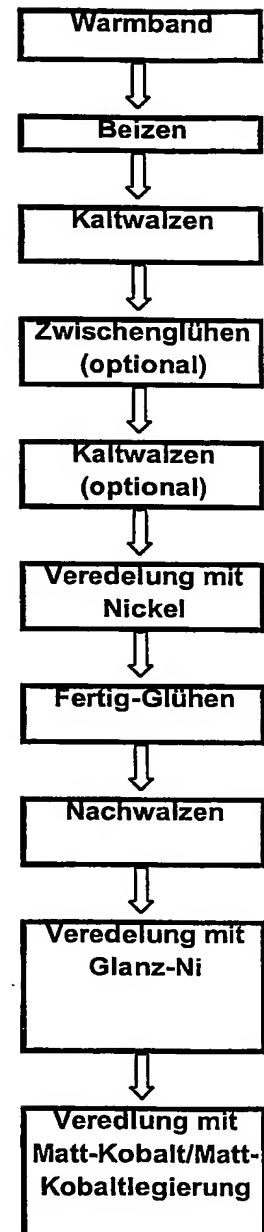 Warmband
Beizen
Kaltwalzen
Zwischenglühen
(optional)
Kaltwalzen
(optional)
Veredelung mit
Nickel
Fertig-Glühen
Nachwalzen
Veredelung mit
Glanz-Ni
Veredlung mit
Matt-Kobalt/Matt-
Kobaltlegierung